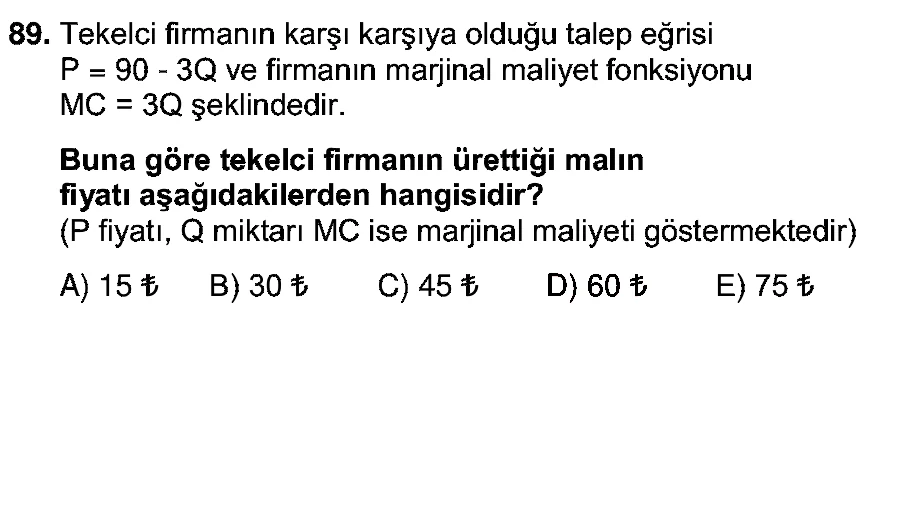 89. Tekelci firmanın karşı karşıya olduğu talep eğrisi
P = 90 - 3Q ve firmanın marjinal maliyet fonksiyonu
MC = 3Q şeklindedir.
Buna göre tekelci firmanın ürettiği malın
fiyatı aşağıdakilerden hangisidir?
(P fiyatı, Q miktarı MC ise marjinal maliyeti göstermektedir)
A) 15 ₺ B) 30 ₺ C) 45 ₺ D) 60 ₺ E) 75 ₺